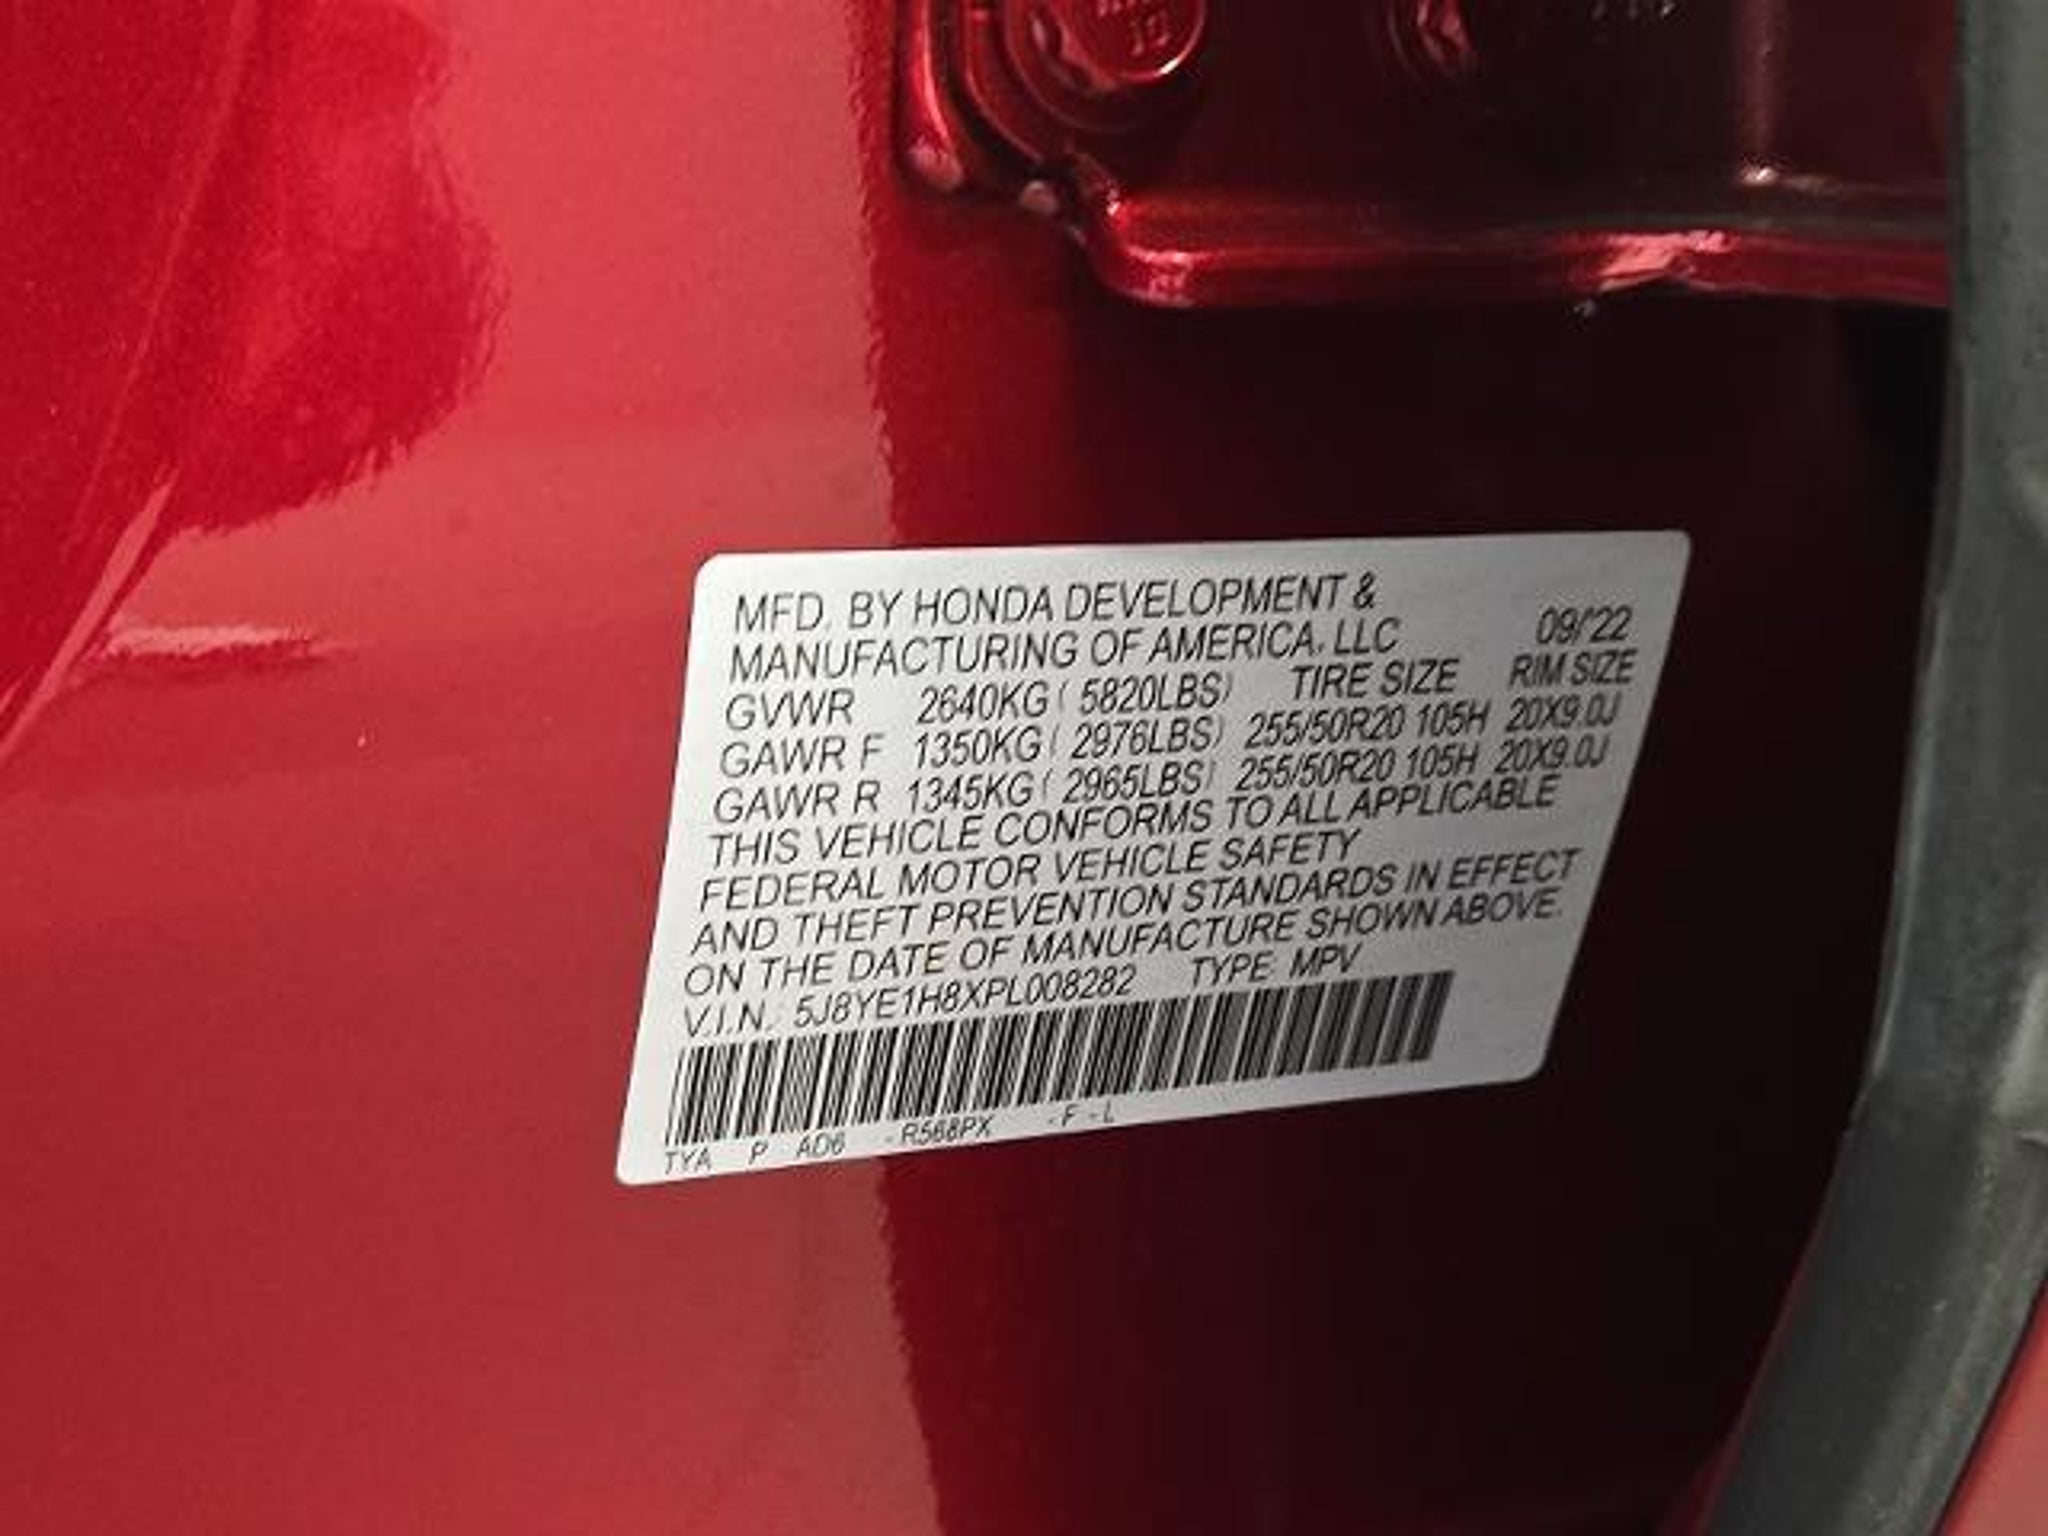 MFD. BY HONDA DEVELOPMENT &
MANUFACTURING OF AMERICA, LLC 09/'22
GVWR 2640KG ( 5820LBS) TIRE SIZE RIM SIZE
GAWR F 1350KG ( 2976LBS) 255/50R20 105H 20X9.0J
GAWR R 1345KG ( 2965LBS) 255/50R20 105H 20X9.0J
THIS VEHICLE CONFORMS TO ALL APPLICABLE
FEDERAL MOTOR VEHICLE SAFETY
AND THEFT PREVENTION STANDARDS IN EFFECT
ON THE DATE OF MANUFACTURE SHOWN ABOVE.
V.I.N.: 5J8YE1H8XPL008282 TYPE: MPV
TYA P AD6 - R568PX - F - L